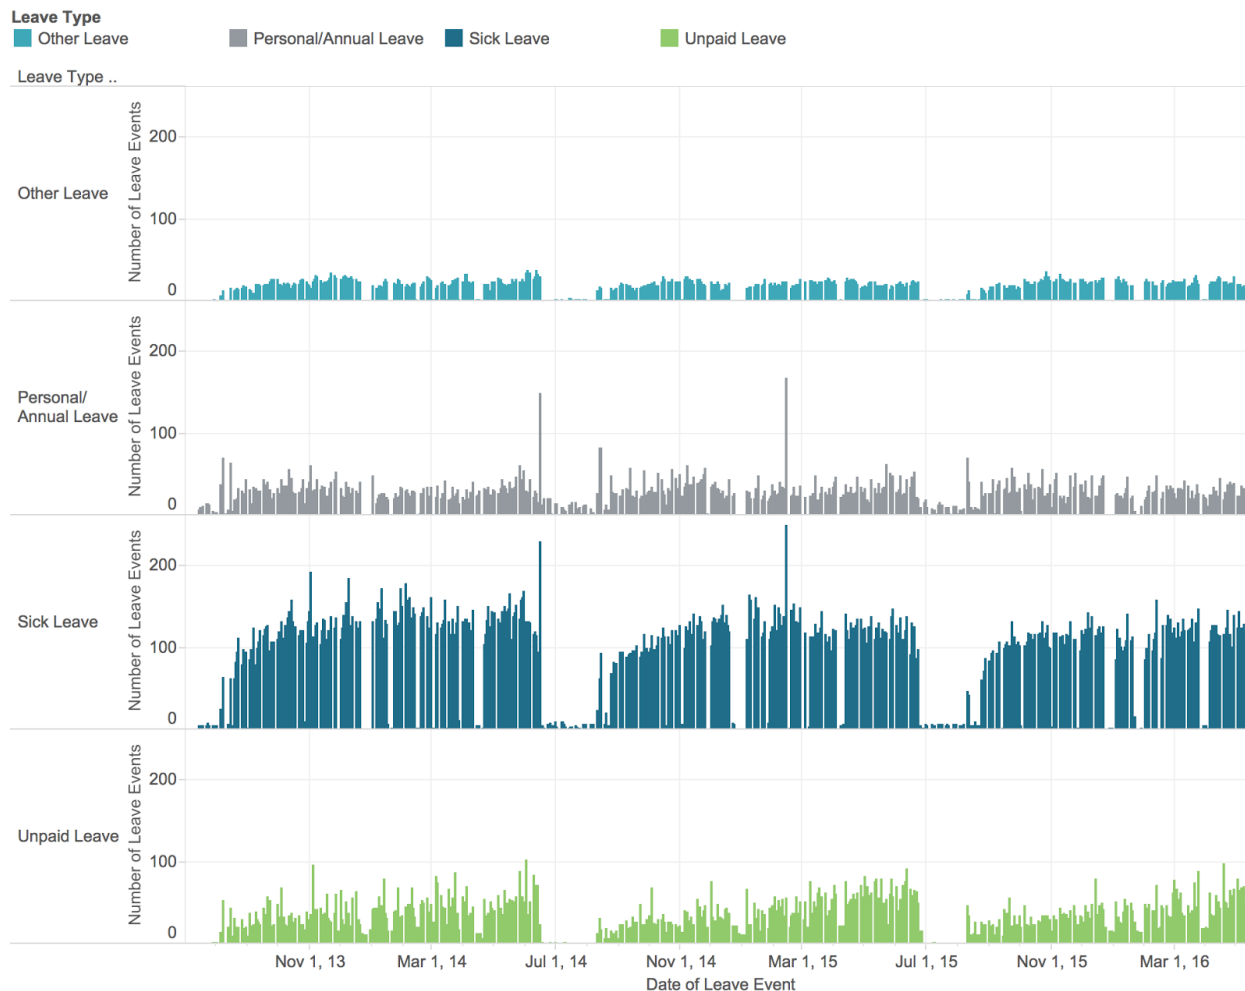 Leave Type
Other Leave
Personal/Annual Leave
Sick Leave
Unpaid Leave
Leave Type ..
Other Leave
Number of Leave Events
200
100
0
Personal/
Annual Leave
Number of Leave Events
200
100
0
Sick Leave
Number of Leave Events
200
100
0
Unpaid Leave
Number of Leave Events
200
100
0
Nov 1, 13
Mar 1, 14
Jul 1, 14
Nov 1, 14
Mar 1, 15
Jul 1, 15
Nov 1, 15
Mar 1, 16
Date of Leave Event